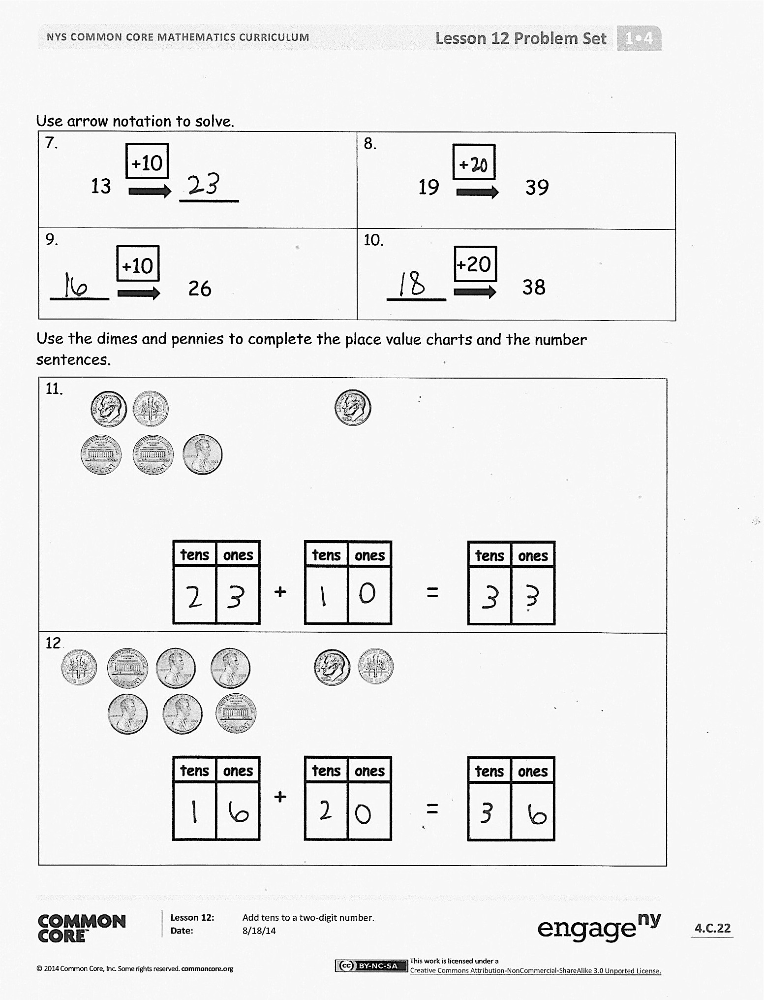 NYS COMMON CORE MATHEMATICS CURRICULUM Lesson 12 Problem Set 1•4
Use arrow notation to solve.
7. 8.
+10 +20
13 23 19 39
9. 10.
+10 +20
16 26 18 38
Use the dimes and pennies to complete the place value charts and the number
sentences.
11.
tens ones tens ones tens ones
2 3 + 1 0 = 3 3
12.
tens ones tens ones tens ones
1 6 + 2 0 = 3 6
COMMON
CORE™
Lesson 12: Add tens to a two-digit number.
Date: 8/18/14
engage ny
4.C.22
© 2014 Common Core, Inc. Some rights reserved. commoncore.org
cc BY-NC-SA
This work is licensed under a
Creative Commons Attribution-NonCommercial-ShareAlike 3.0 Unported License.